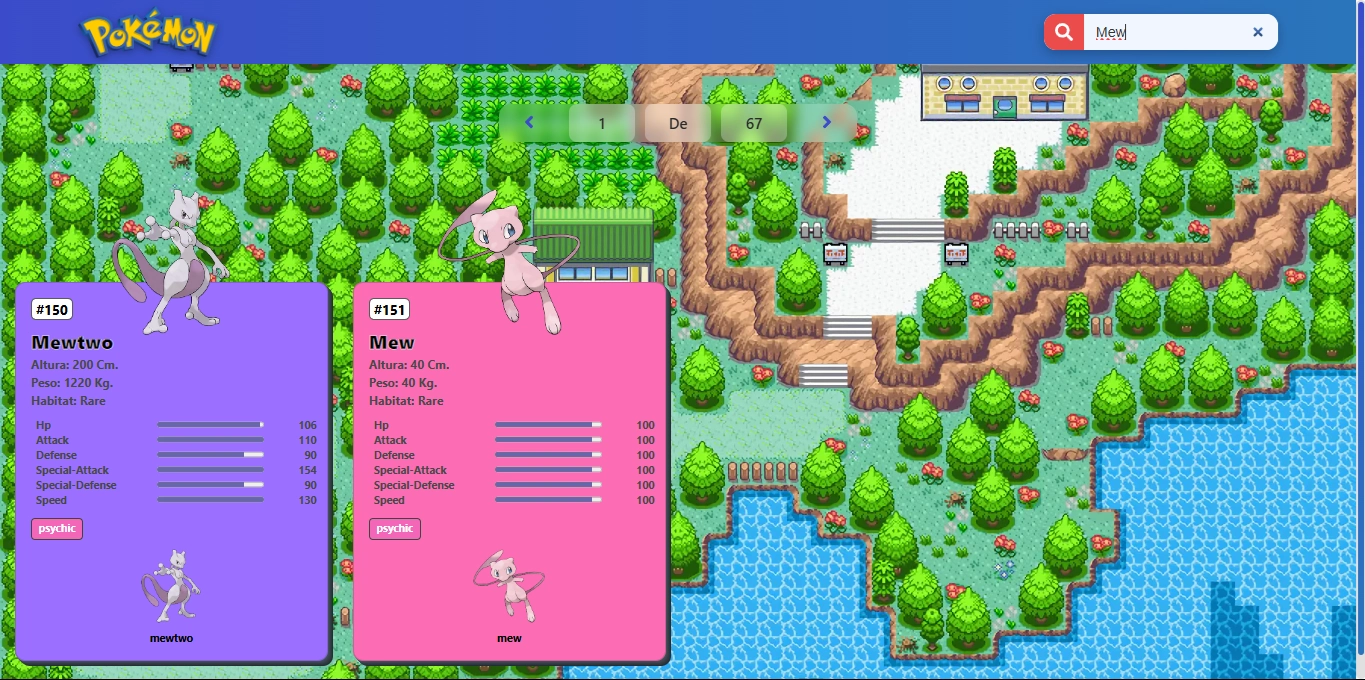 POKéMON
Mew
1 De 67
#150
Mewtwo
Altura: 200 Cm.
Peso: 1220 Kg.
Habitat: Rare
Hp 106
Attack 110
Defense 90
Special-Attack 154
Special-Defense 90
Speed 130
psychic
mewtwo
#151
Mew
Altura: 40 Cm.
Peso: 40 Kg.
Habitat: Rare
Hp 100
Attack 100
Defense 100
Special-Attack 100
Special-Defense 100
Speed 100
psychic
mew